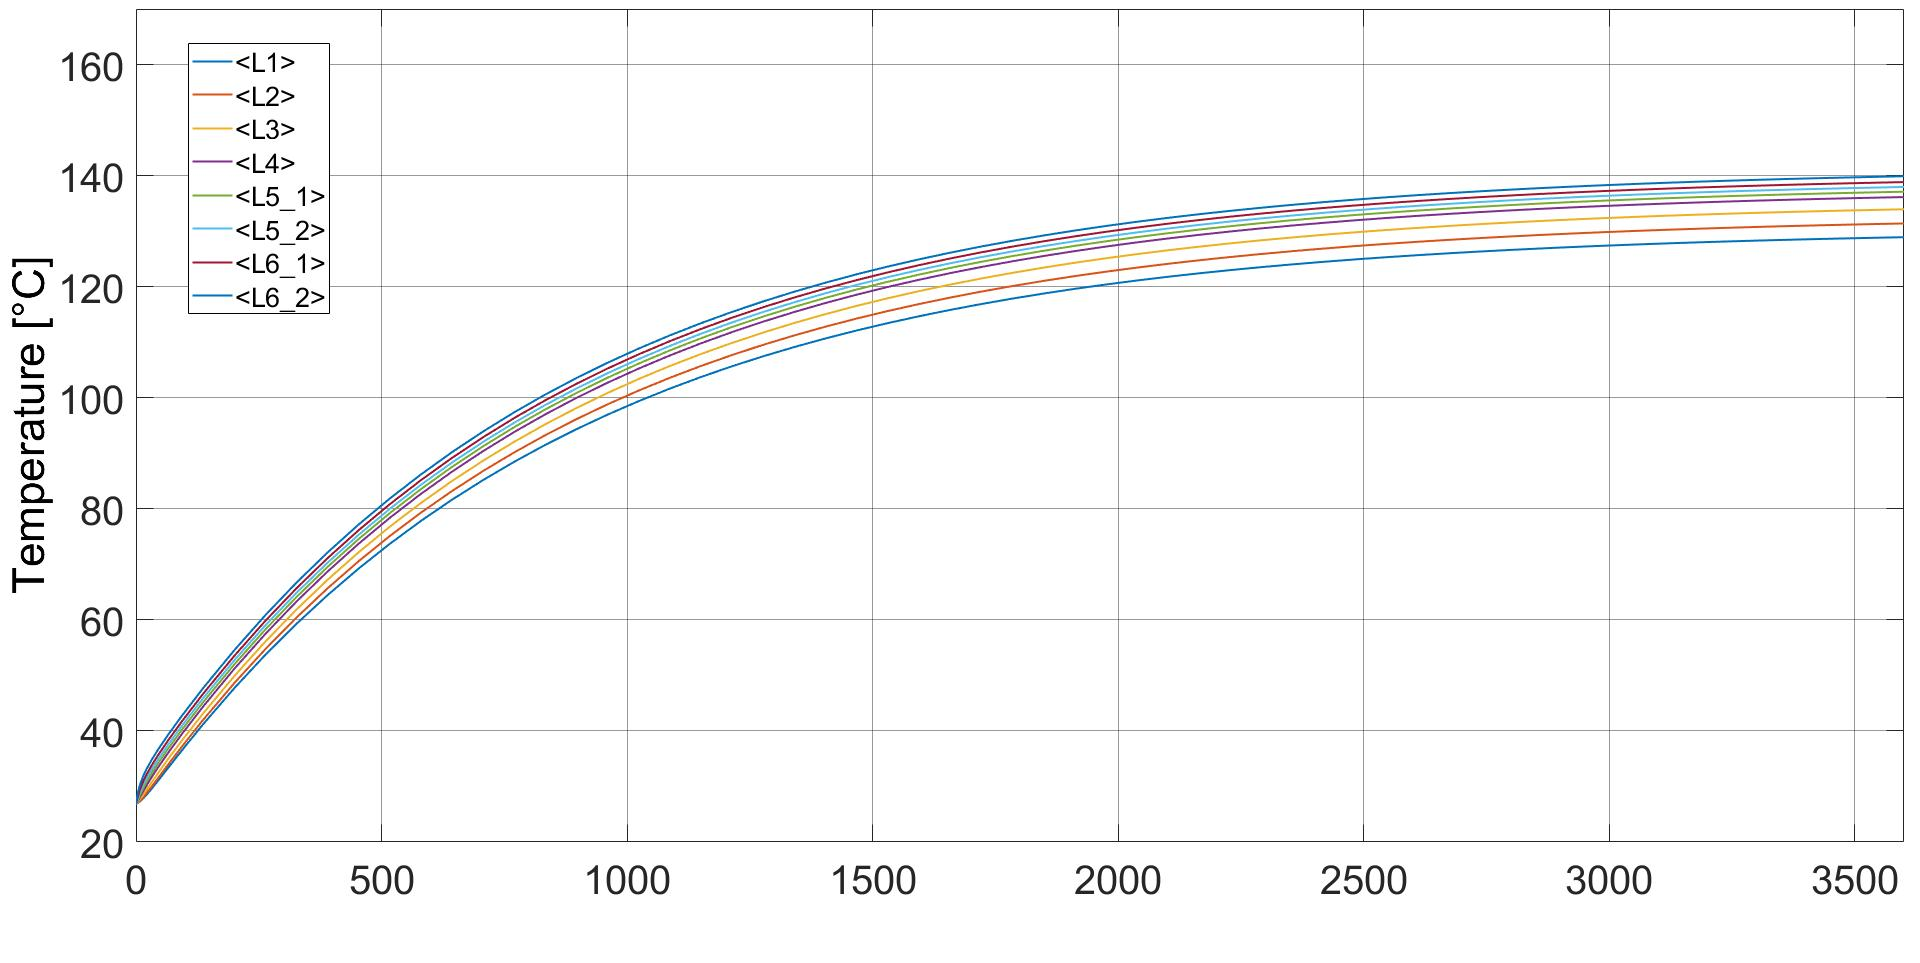 160
140
120
100
80
60
40
20
Temperature [°C]
<L1>
<L2>
<L3>
<L4>
<L5_1>
<L5_2>
<L6_1>
<L6_2>
0 500 1000 1500 2000 2500 3000 3500